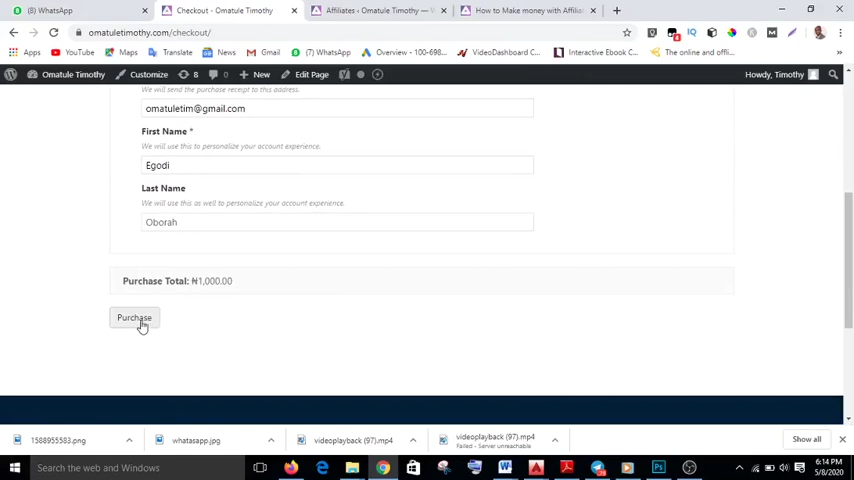 (8) WhatsApp
Checkout - Omatule Timothy
Affiliates ‹ Omatule Timothy — W
How to Make money with Affilia
omatuletimothy.com/checkout/
Apps
YouTube
Maps
Translate
News
Gmail
(7) WhatsApp
Overview - 100-698...
VideoDashboard C...
Interactive Ebook C...
The online and offli...
Omatule Timothy
Customize
8
0
New
Edit Page
Howdy, Timothy
We will send the purchase receipt to this address.
omatuletim@gmail.com
First Name *
We will use this to personalize your account experience.
Egodi
Last Name
We will use this as well to personalize your account experience.
Oborah
Purchase Total: ₦1,000.00
Purchase
1588955583.png
whatasapp.jpg
videoplayback (97).mp4
videoplayback (97).mp4
Failed - Server unreachable
Show all
Search the web and Windows
6:14 PM
5/8/2020